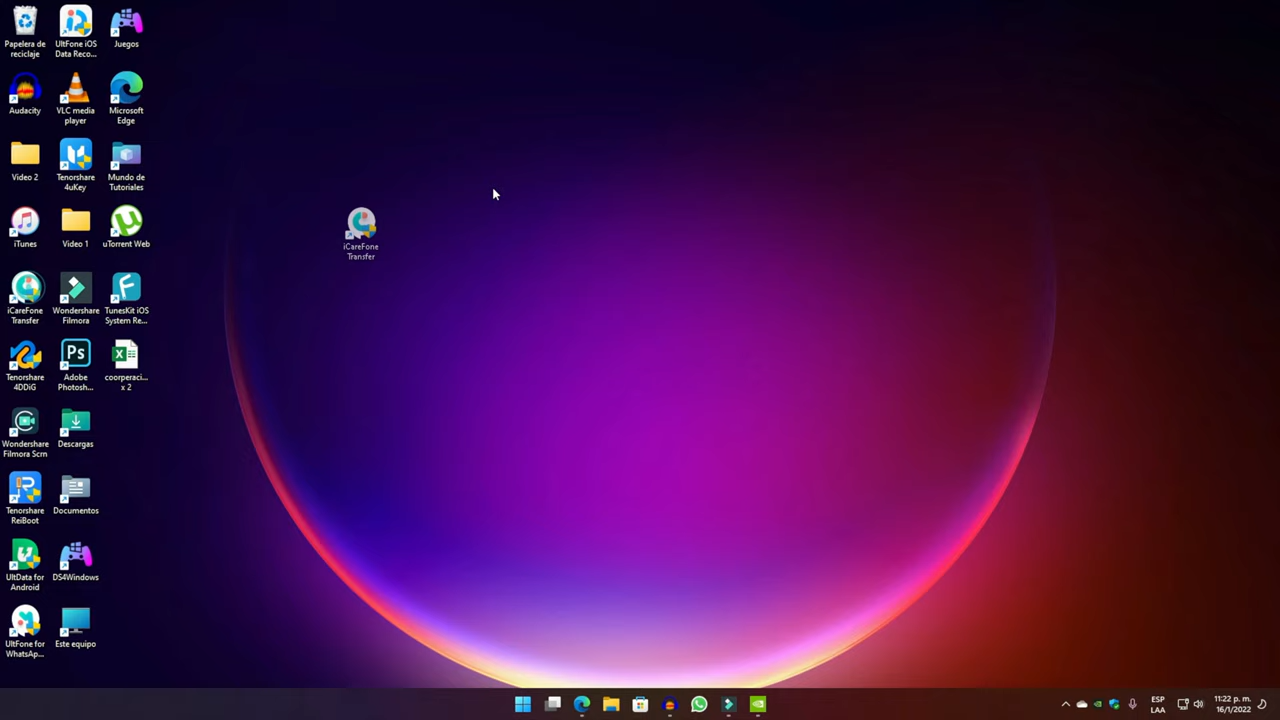 Papelera de
reciclaje
UltFone iOS
Data Reco...
Juegos
Audacity
VLC media
player
Microsoft
Edge
Video 2
Tenorshare
4uKey
Mundo de
Tutoriales
iTunes
Video 1
uTorrent Web
iCareFone
Transfer
iCareFone
Transfer
Wondershare
Filmora
TunesKit iOS
System Re...
Tenorshare
4DDiG
Ps
Adobe
Photosh...
coorperaci...
x 2
Wondershare
Filmora Scrn
Descargas
Tenorshare
ReiBoot
Documentos
UltData for
Android
DS4Windows
UltFone for
WhatsAp...
Este equipo
ESP
LAA
11:22 p. m.
16/1/2022